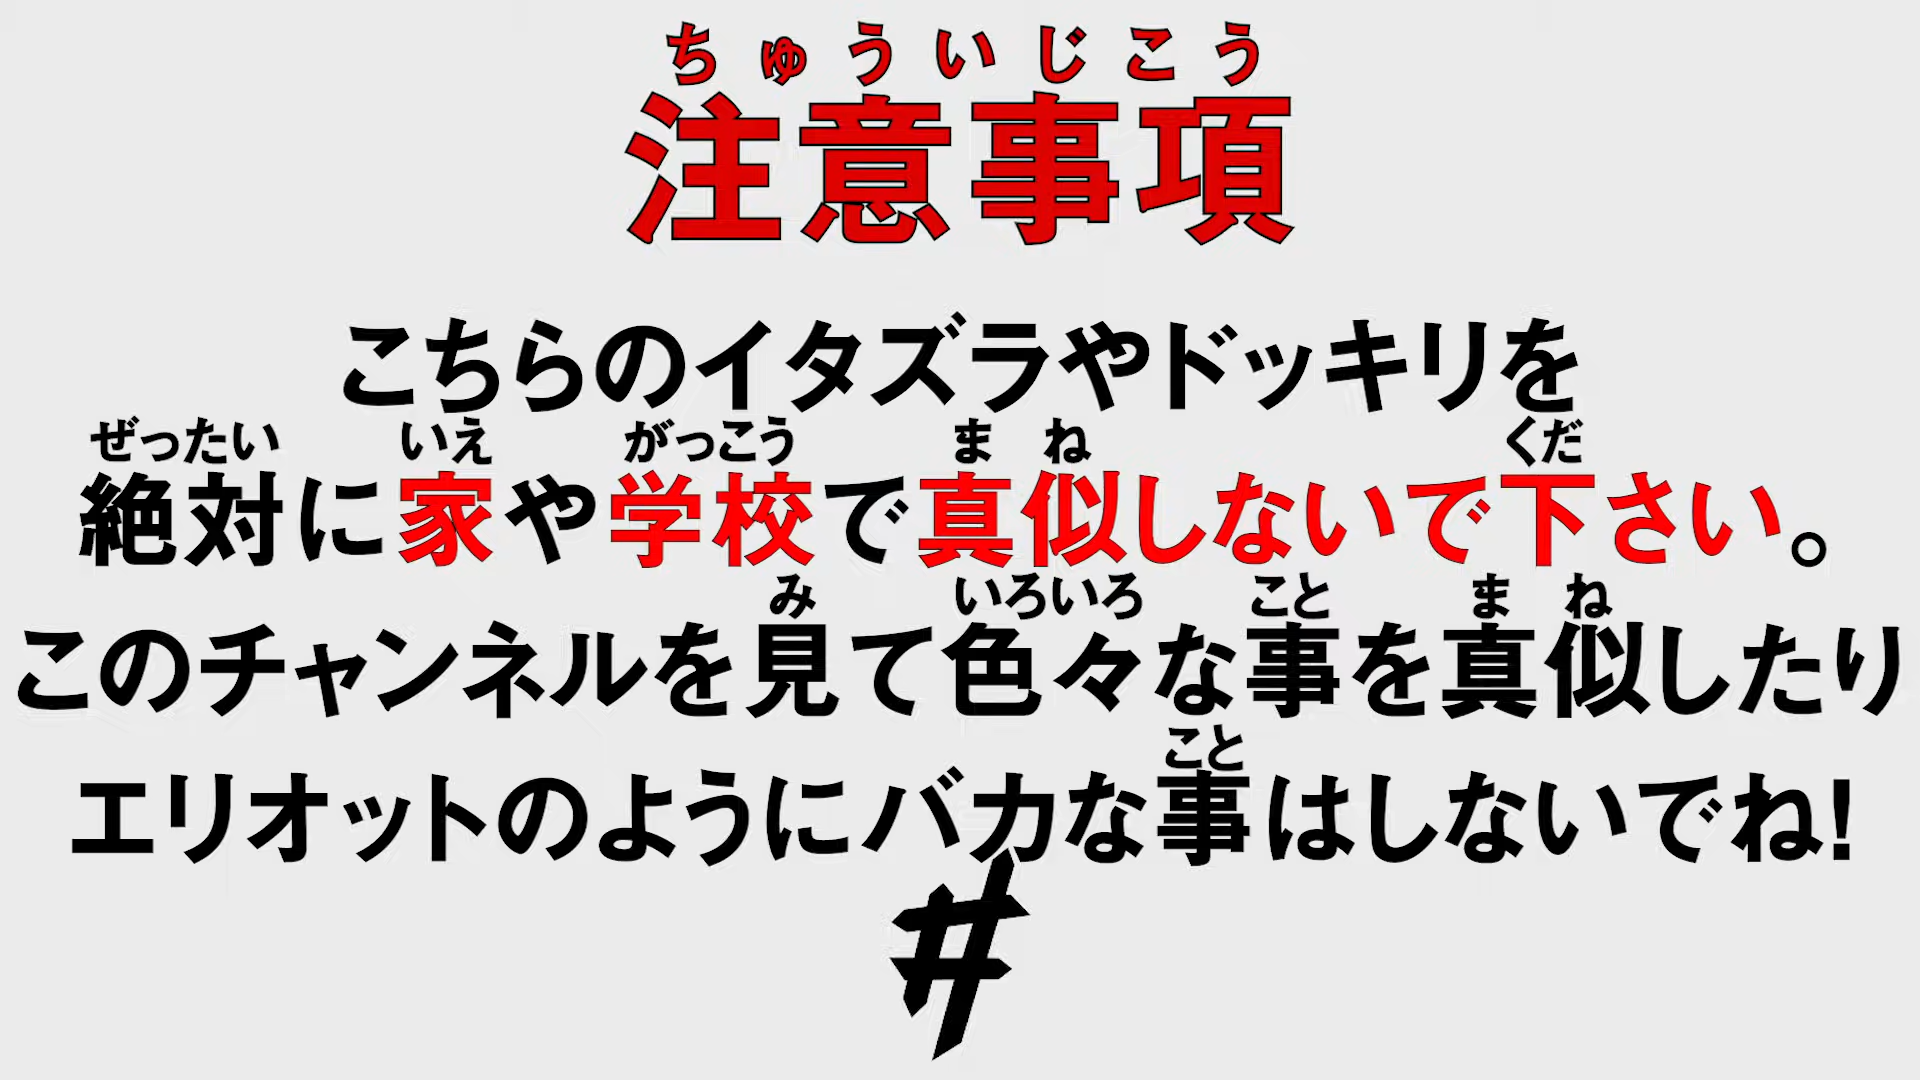 ちゅういじこう
注意事項
こちらのイタズラやドッキリを
ぜったい いえ がっこう まね くだ
絶対に家や学校で真似しないで下さい。
み いろいろ こと まね
このチャンネルを見て色々な事を真似したり
こと
エリオットのようにバカな事はしないでね!
#